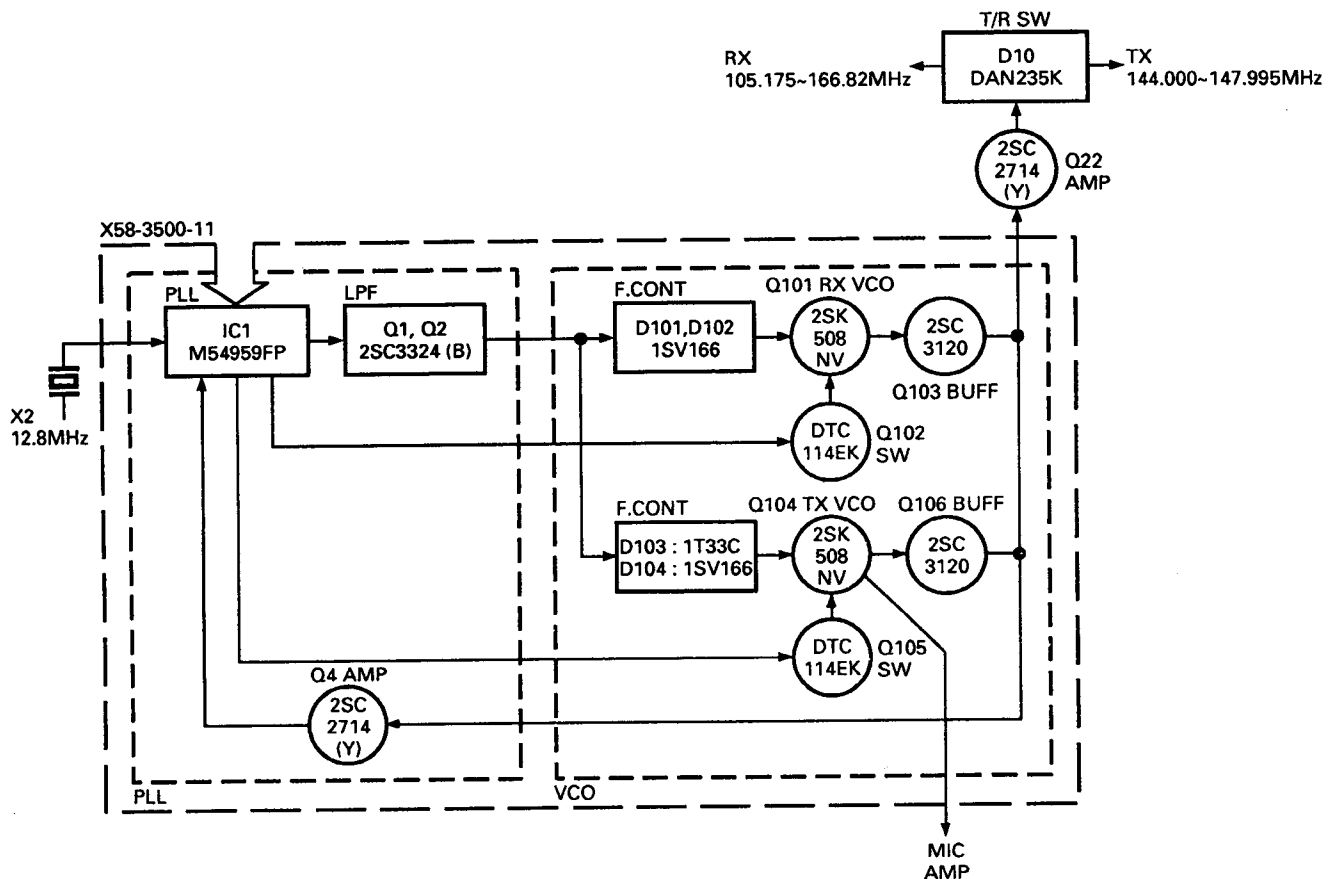 T/R SW
RX
105.175~166.82MHz
D10
DAN235K
TX
144.000~147.995MHz
2SC
2714
(Y)
Q22
AMP
X58-3500-11
PLL
IC1
M54959FP
LPF
Q1, Q2
2SC3324 (B)
X2
12.8MHz
F.CONT
D101,D102
1SV166
Q101 RX VCO
2SK
508
NV
2SC
3120
Q103 BUFF
DTC
114EK
Q102
SW
F.CONT
D103 : 1T33C
D104 : 1SV166
Q104 TX VCO
2SK
508
NV
Q106 BUFF
2SC
3120
DTC
114EK
Q105
SW
Q4 AMP
2SC
2714
(Y)
PLL
VCO
MIC
AMP